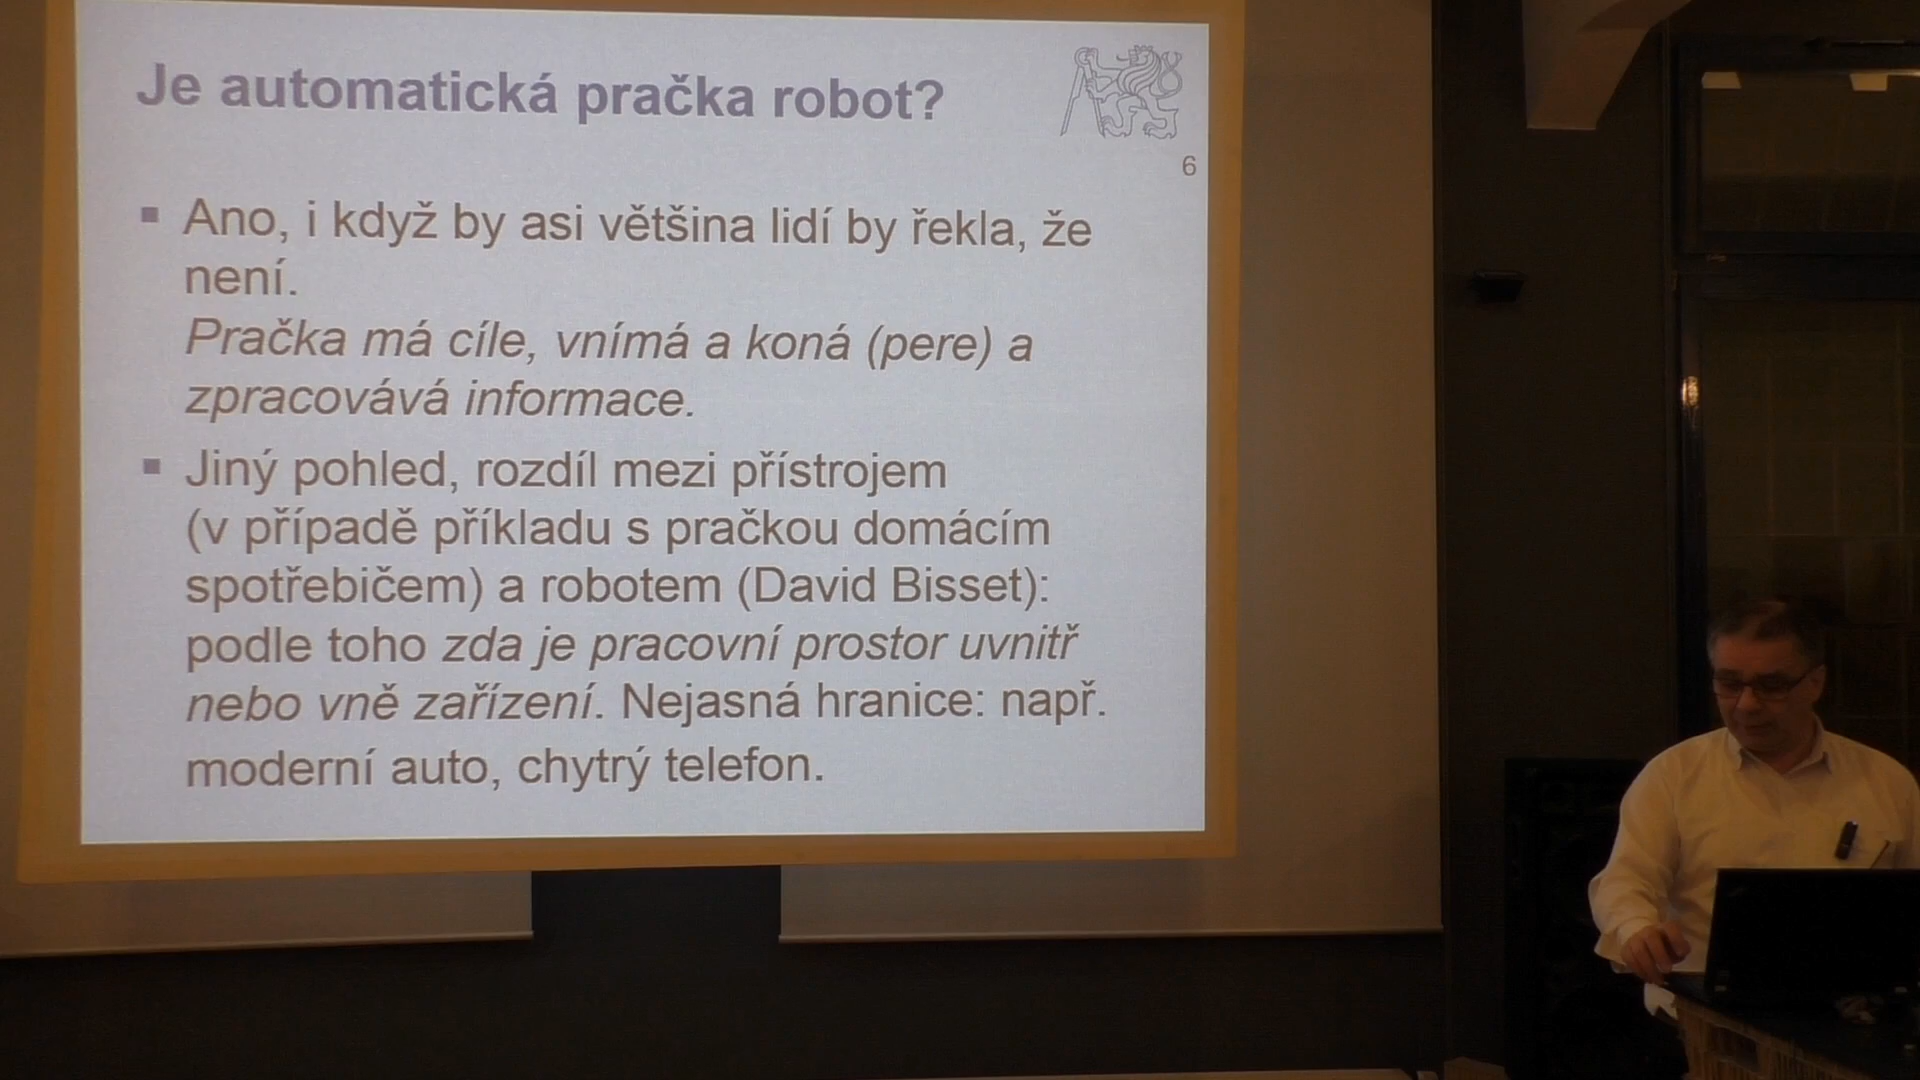 Je automatická pračka robot?
6
Ano, i když by asi většina lidí by řekla, že
není.
Pračka má cíle, vnímá a koná (pere) a
zpracovává informace.
Jiný pohled, rozdíl mezi přístrojem
(v případě příkladu s pračkou domácím
spotřebičem) a robotem (David Bisset):
podle toho zda je pracovní prostor uvnitř
nebo vně zařízení. Nejasná hranice: např.
moderní auto, chytrý telefon.